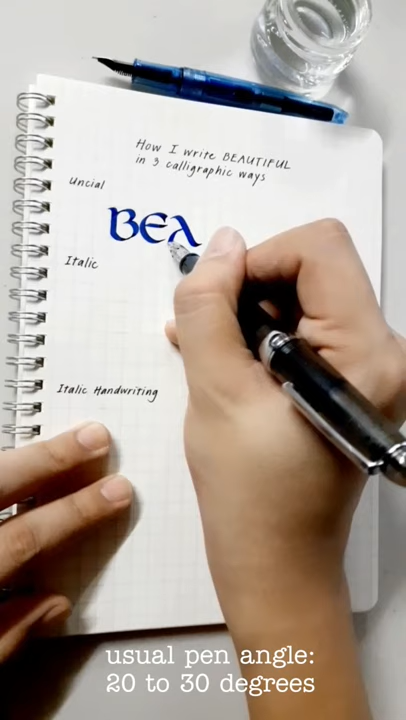 How I write BEAUTIFUL
in 3 calligraphic ways
Uncial
BEA
Italic
Italic Handwriting
usual pen angle:
20 to 30 degrees